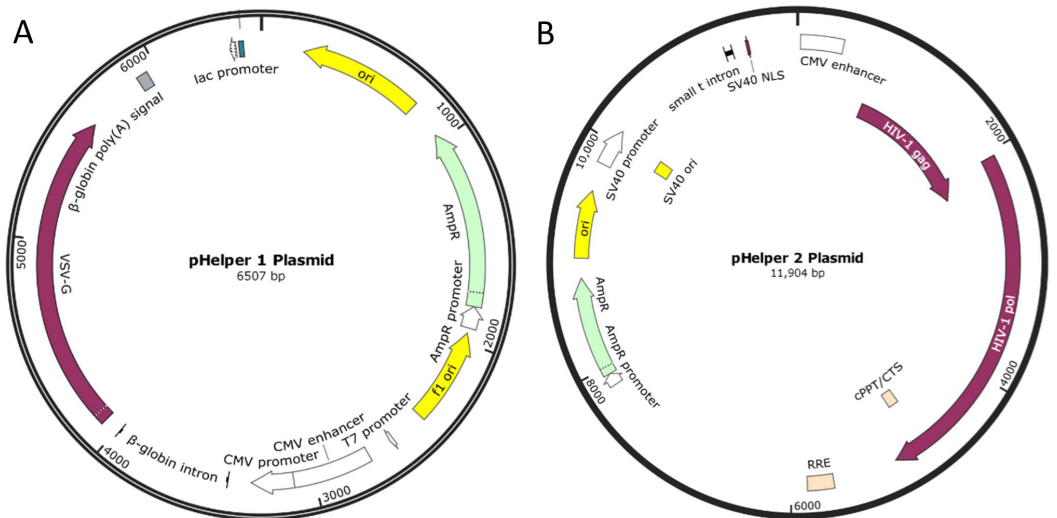 A
6000
lac promoter
ori
1000
β-globin poly(A) signal
AmpR
5000
VSV-G
pHelper 1 Plasmid
6507 bp
AmpR promoter
2000
f1 ori
T7 promoter
CMV enhancer
CMV promoter
β-globin intron
4000
3000
B
CMV enhancer
small t intron
SV40 NLS
2000
HIV-1 gag
10,000
SV40 promoter
SV40 ori
ori
pHelper 2 Plasmid
11,904 bp
HIV-1 pol
AmpR
AmpR promoter
8000
cPPT/CTS
4000
RRE
6000